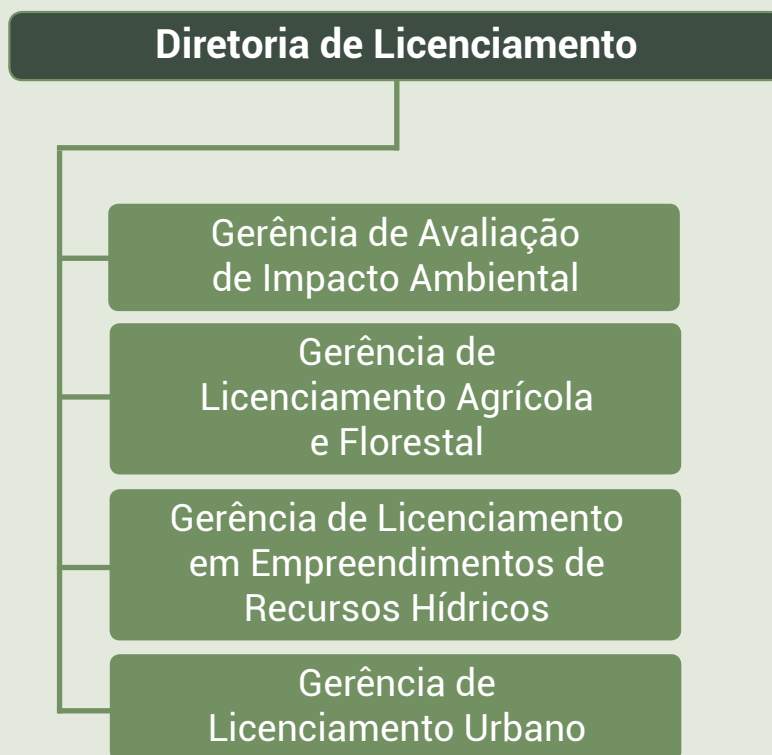 Diretoria de Licenciamento
Gerência de Avaliação
de Impacto Ambiental
Gerência de
Licenciamento Agrícola
e Florestal
Gerência de Licenciamento
em Empreendimentos de
Recursos Hídricos
Gerência de
Licenciamento Urbano